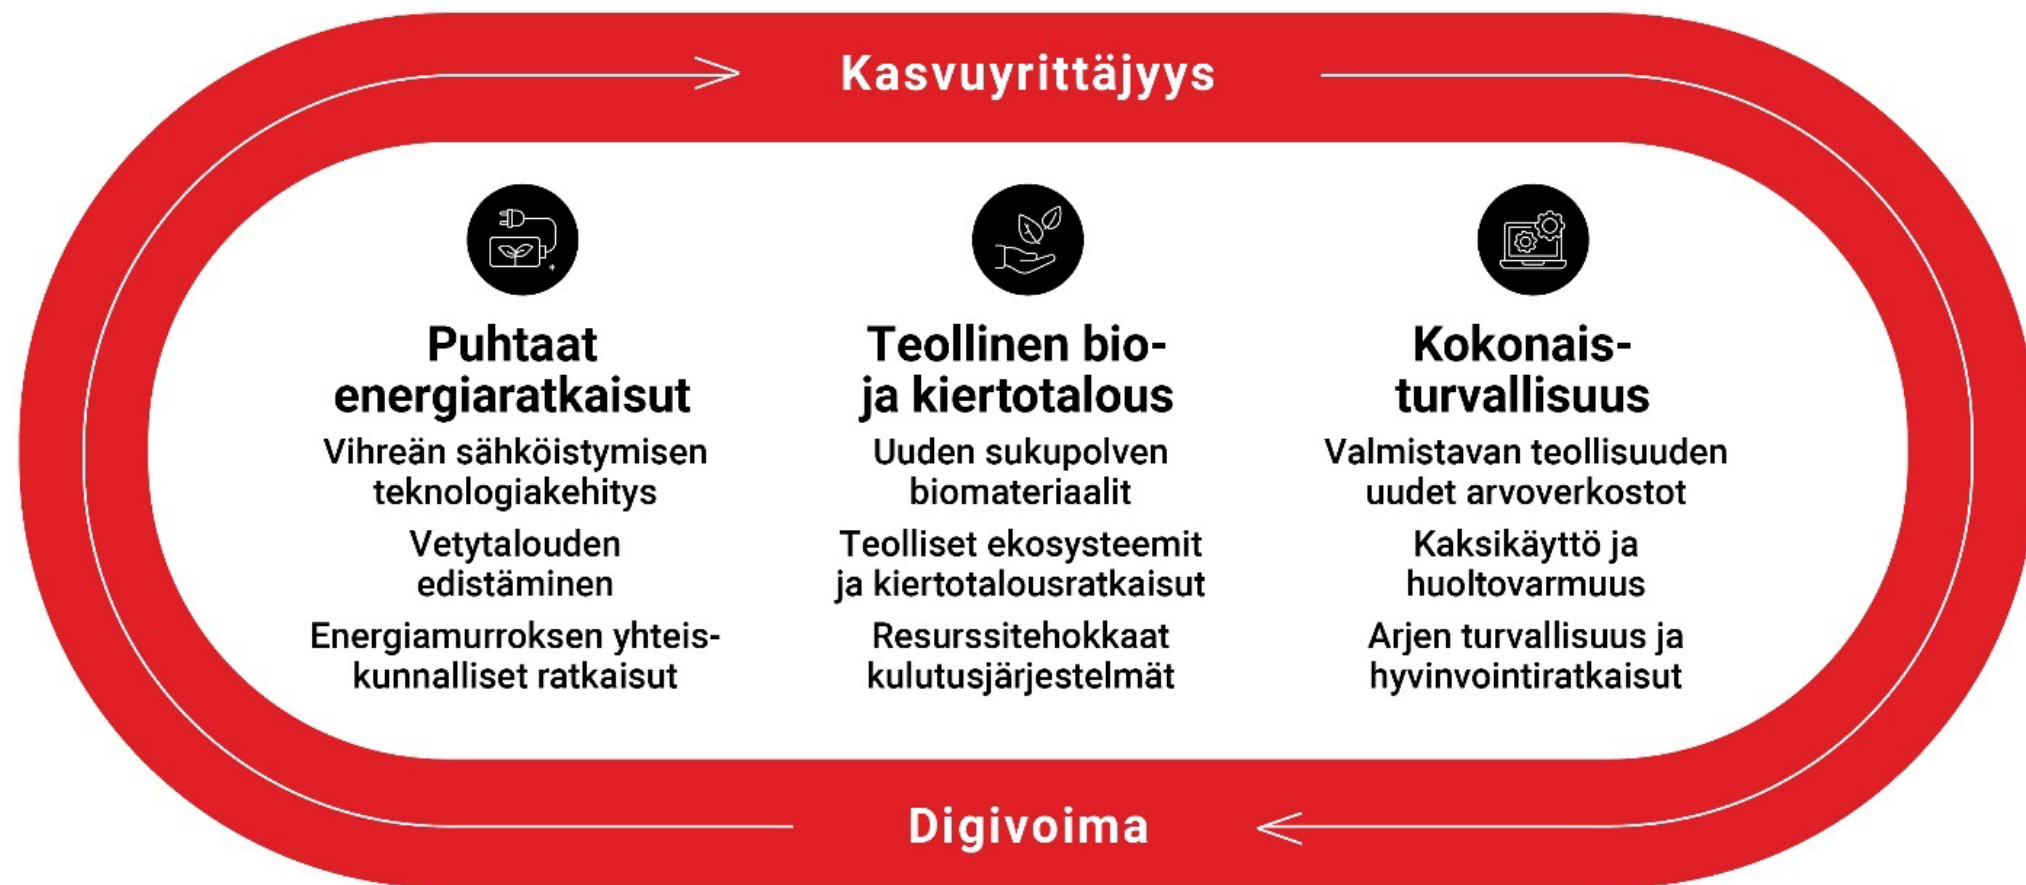 Kasvuyrittäjyys
Puhtaat
energiaratkaisut
Vihreän sähköistymisen
teknologiakehitys
Vetytalouden
edistäminen
Energiamurroksen yhteis-
kunnalliset ratkaisut
Teollinen bio-
ja kiertotalous
Uuden sukupolven
biomateriaalit
Teolliset ekosysteemit
ja kiertotalousratkaisut
Resurssitehokkaat
kulutusjärjestelmät
Kokonais-
turvallisuus
Valmistavan teollisuuden
uudet arvoverkostot
Kaksikäyttö ja
huoltovarmuus
Arjen turvallisuus ja
hyvinvointiratkaisut
Digivoima